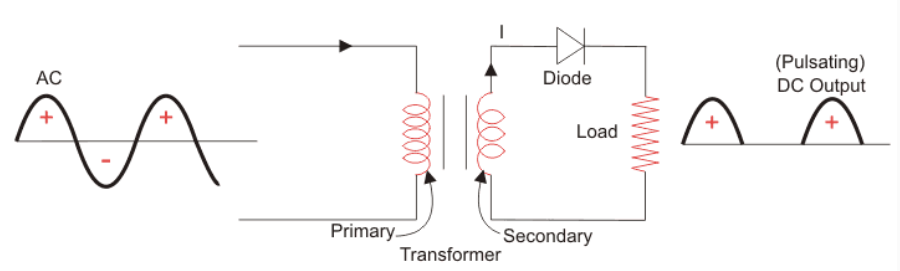 AC
+
+
-
I
Diode
Load
Primary
Transformer
Secondary
(Pulsating)
DC Output
+
+